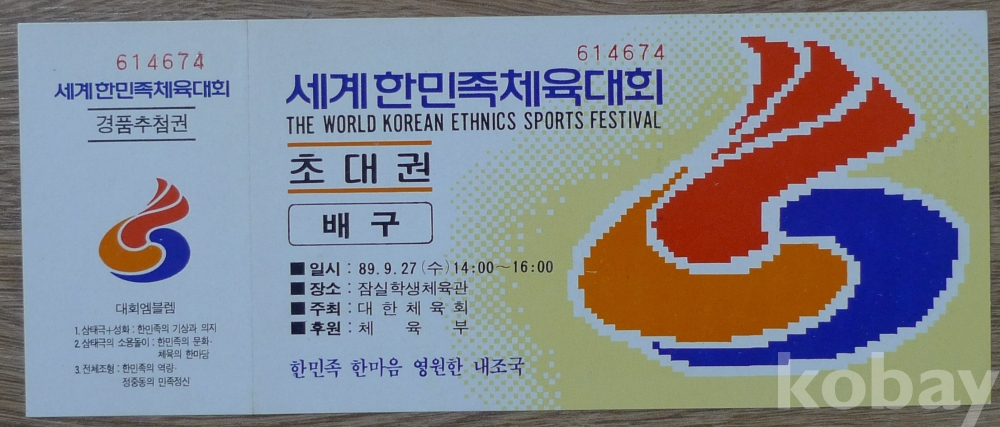 614674
세계한민족체육대회
경품추첨권
대회엠블렘
1. 삼태극+성화 : 한민족의 기상과 의지
2. 삼태극의 소용돌이 : 한민족의 문화·
체육의 한마당
3. 전체조형 : 한민족의 역량·
정중동의 민족정신
614674
세계한민족체육대회
THE WORLD KOREAN ETHNICS SPORTS FESTIVAL
초대권
배구
■ 일시 : 89. 9. 27 (수) 14:00~16:00
■ 장소 : 잠실학생체육관
■ 주최 : 대한체육회
■ 후원 : 체육부
한민족 한마음 영원한 내조국
kobay